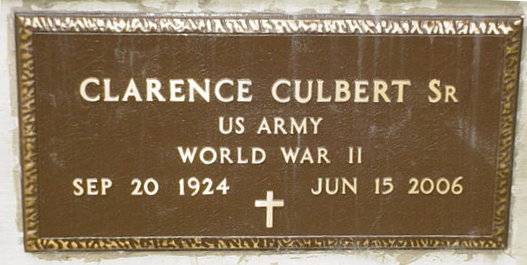 CLARENCE CULBERT SR
US ARMY
WORLD WAR II
SEP 20 1924 JUN 15 2006